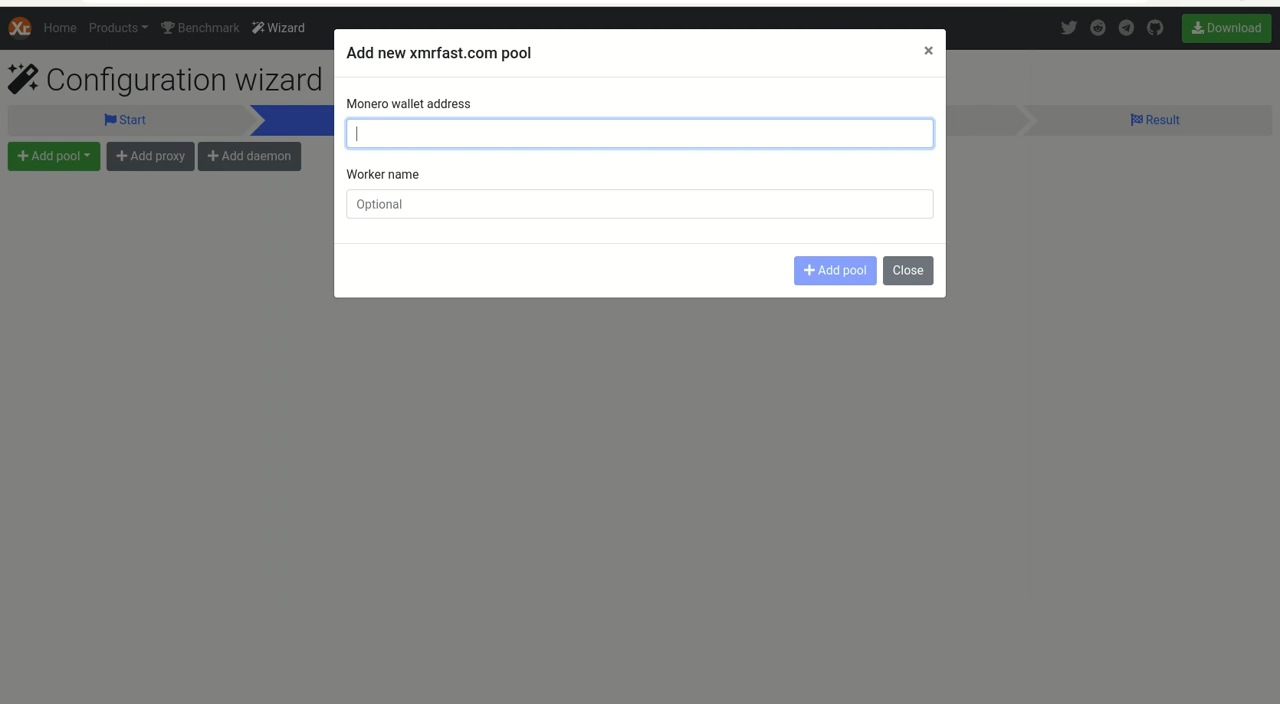 Xr Home Products Benchmark Wizard Download
Add new xmrfast.com pool ×
Configuration wizard
Monero wallet address
Start
Result
Add pool Add proxy Add daemon
Worker name
Optional
Add pool Close